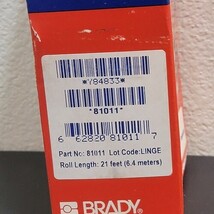 *Y84833*
*81011*
6 62820 81011 7
Part No: 81011 Lot Code: LINGE
Roll Length: 21 feet (6.4 meters)
BRADY